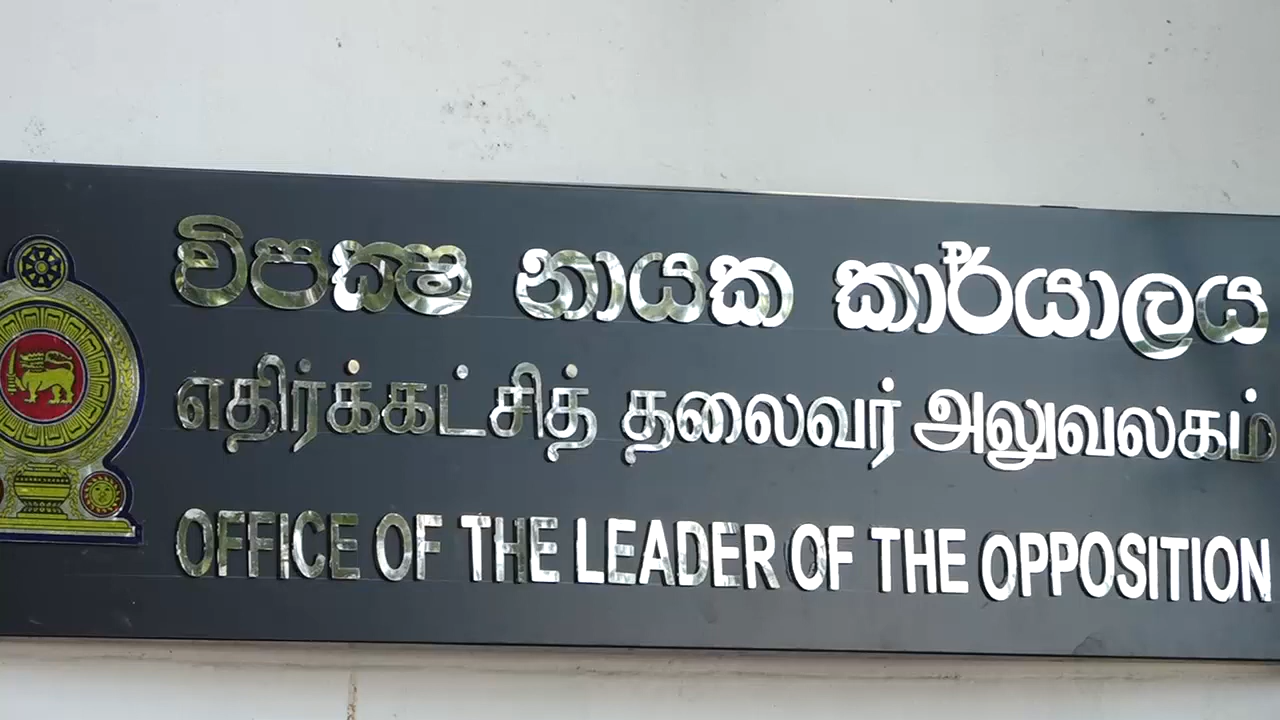 විපක්ෂ නායක කාර්යාලය
எதிர்க்கட்சித் தலைவர் அலுவலகம்
OFFICE OF THE LEADER OF THE OPPOSITION